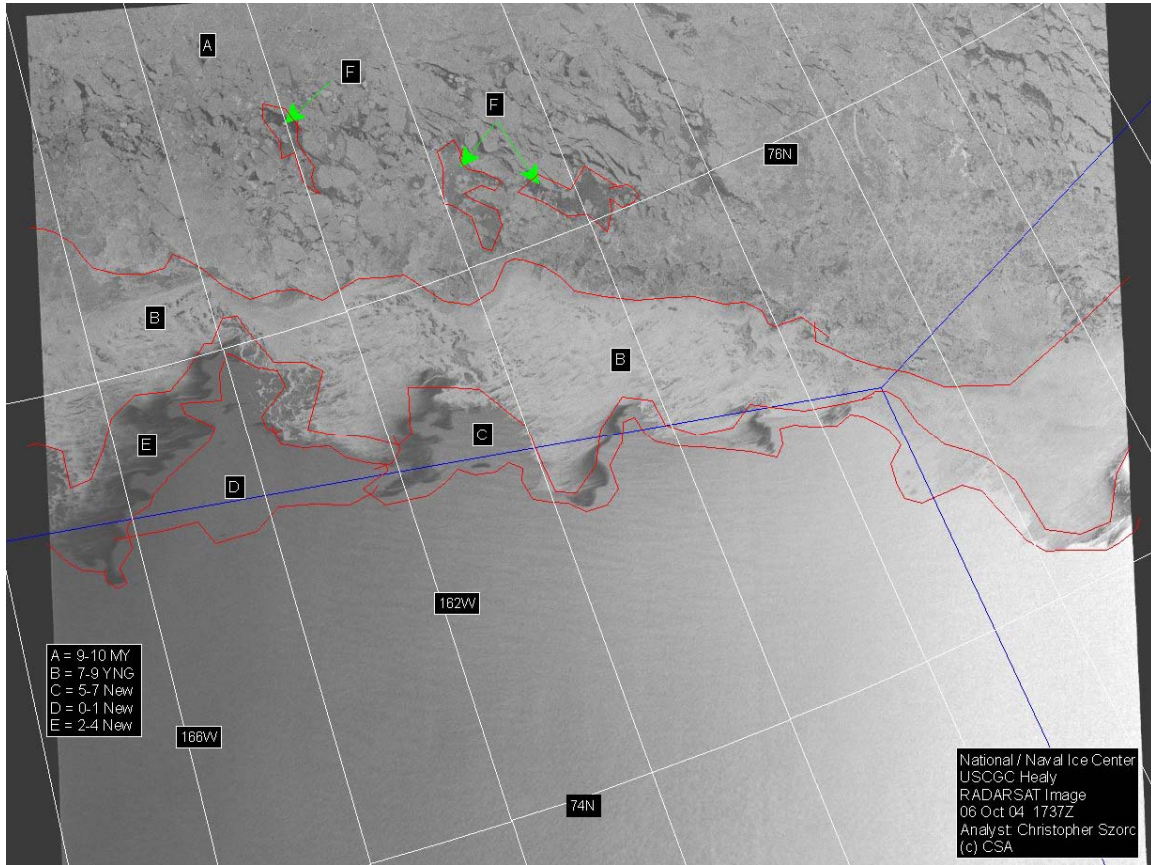 A
F
F
76N
B
B
E
C
D
162W
A = 9-10 MY
B = 7-9 YNG
C = 5-7 New
D = 0-1 New
E = 2-4 New
166W
74N
National / Naval Ice Center
USCGC Healy
RADARSAT Image
06 Oct 04 1737Z
Analyst: Christopher Szorc
(c) CSA